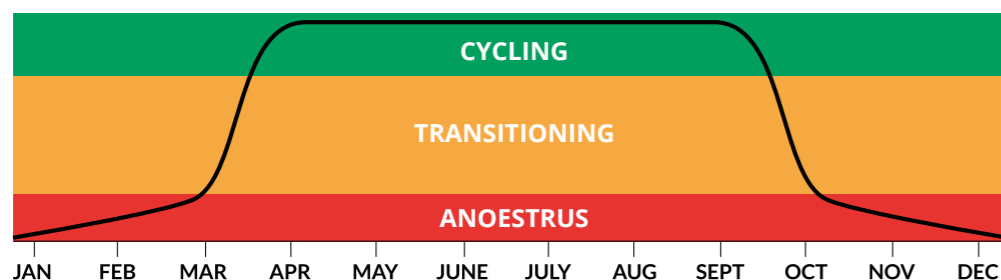 CYCLING
TRANSITIONING
ANOESTRUS
JAN FEB MAR APR MAY JUNE JULY AUG SEPT OCT NOV DEC